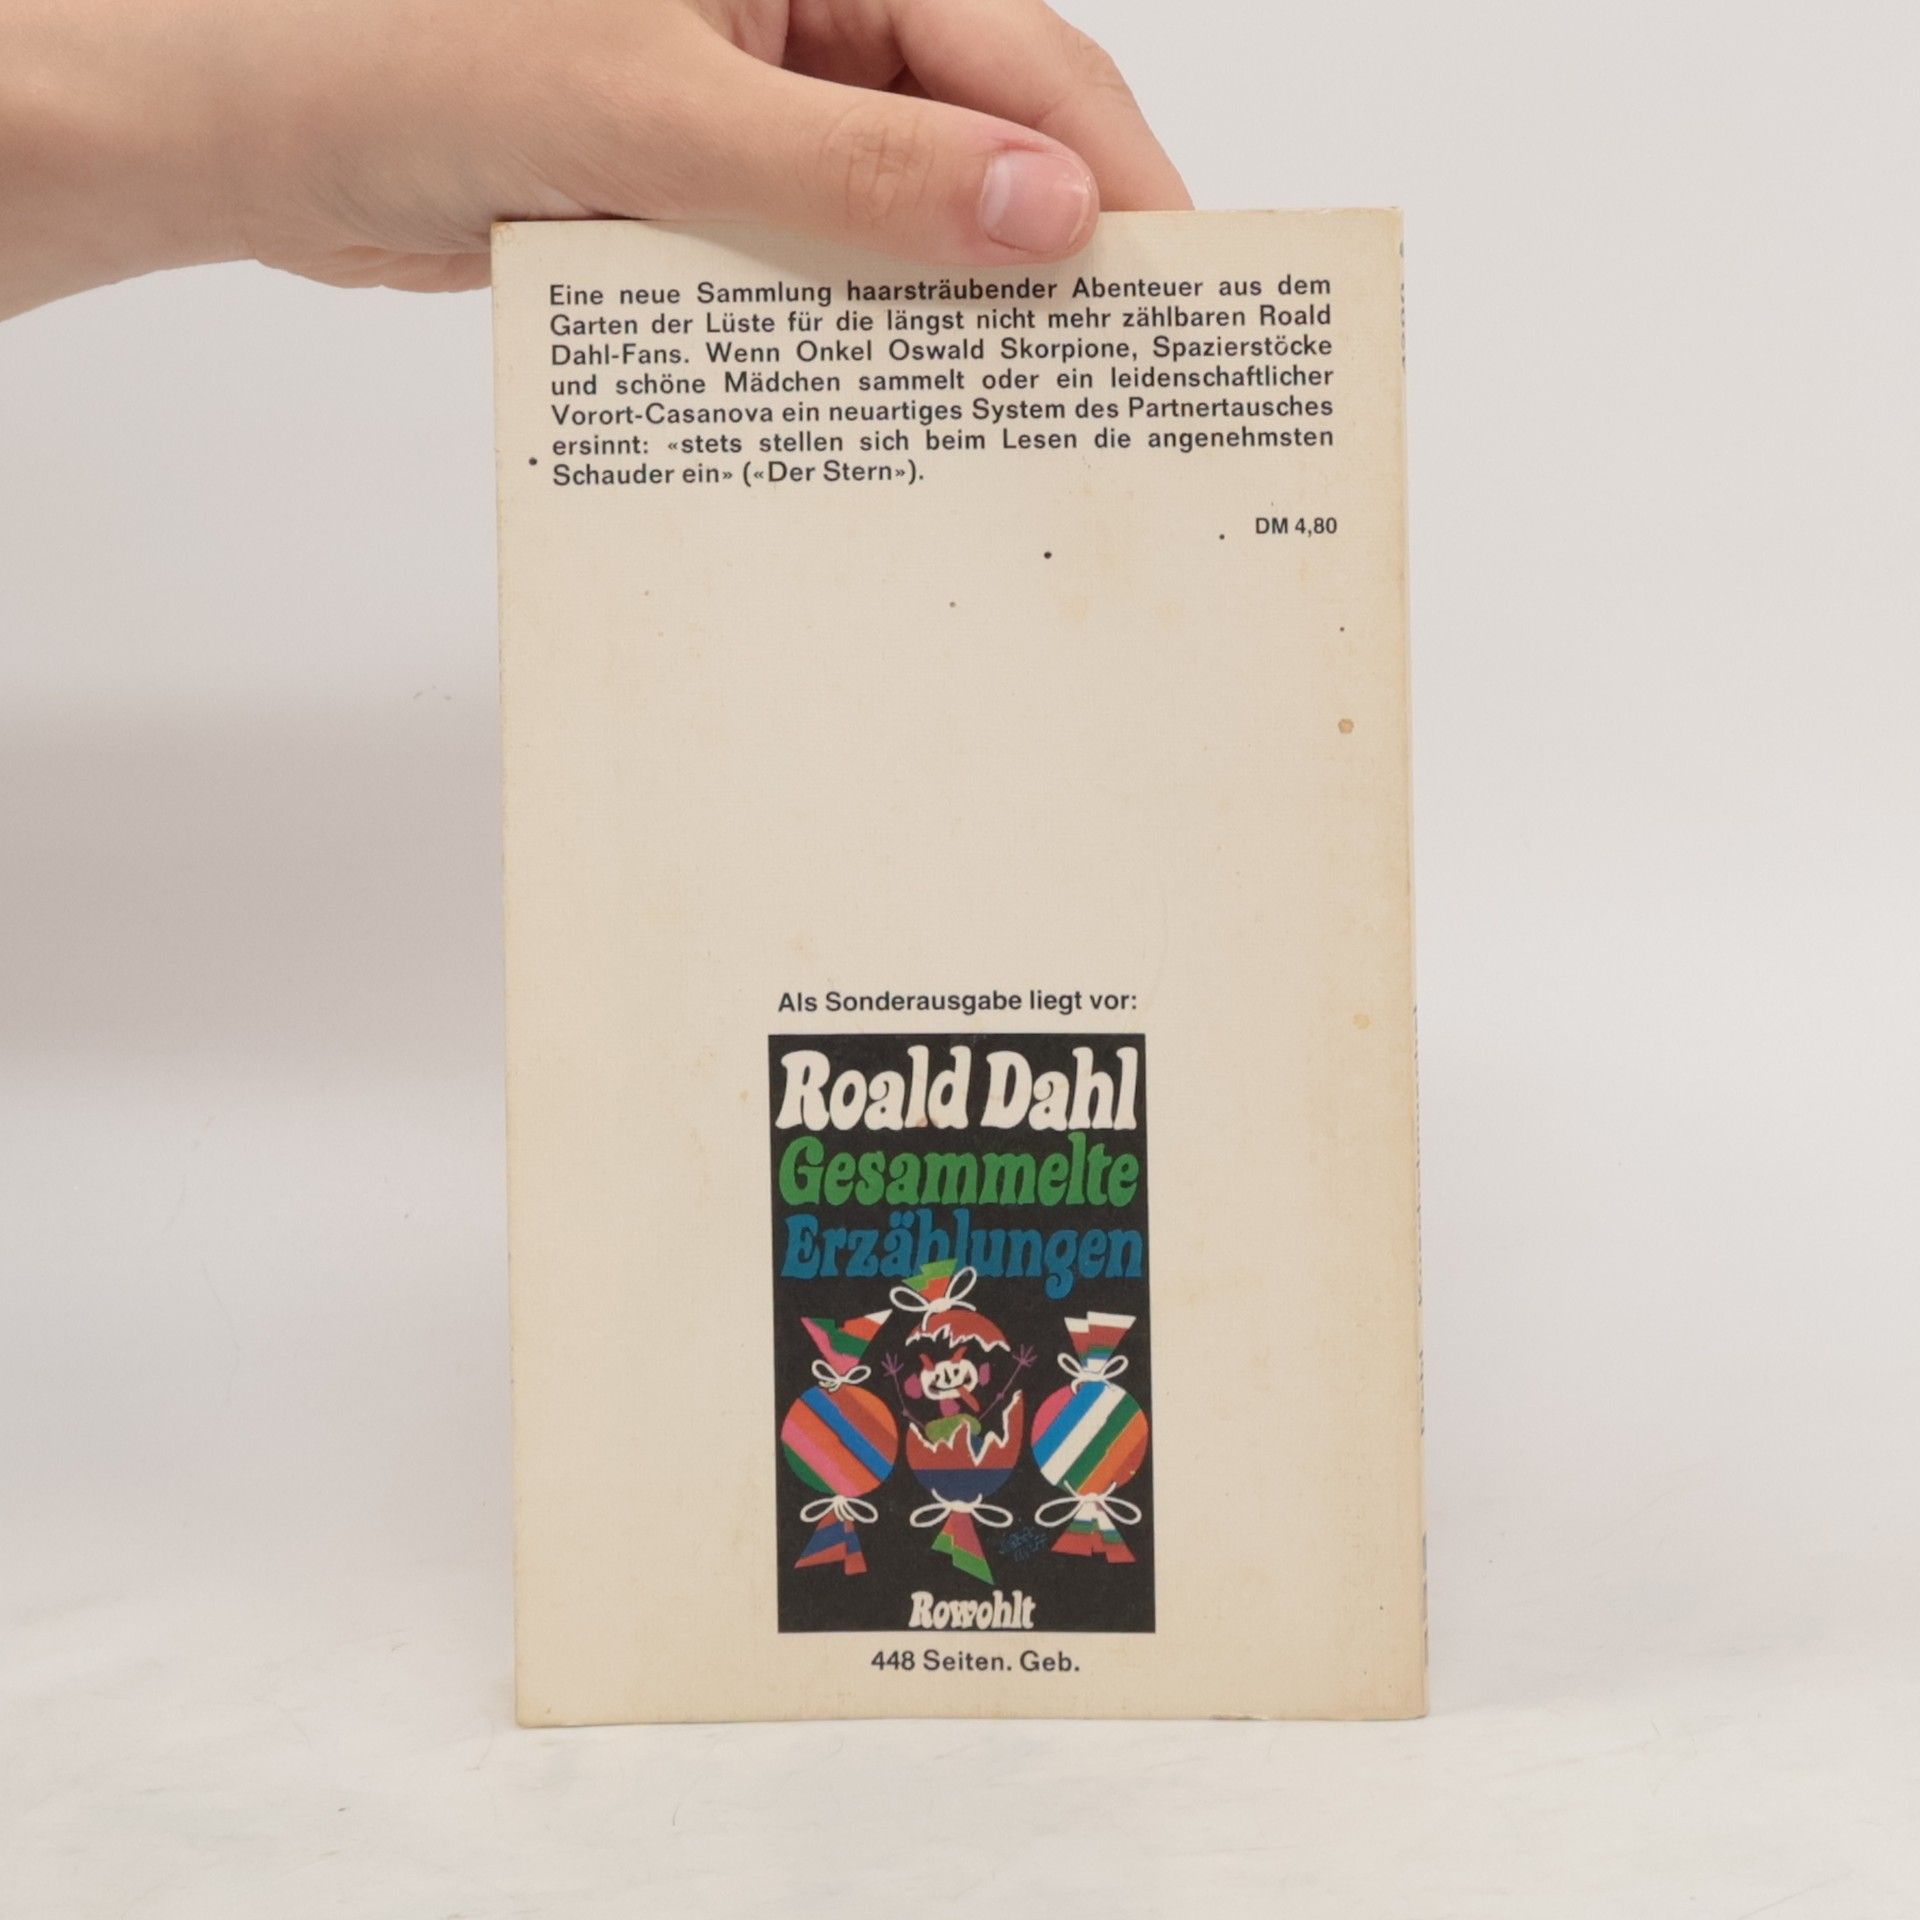 Eine neue Sammlung haarsträubender Abenteuer aus dem
Garten der Lüste für die längst nicht mehr zählbaren Roald
Dahl-Fans. Wenn Onkel Oswald Skorpione, Spazierstöcke
und schöne Mädchen sammelt oder ein leidenschaftlicher
Vorort-Casanova ein neuartiges System des Partnertausches
ersinnt: «stets stellen sich beim Lesen die angenehmsten
Schauder ein» («Der Stern»).
DM 4,80
Als Sonderausgabe liegt vor:
Roald Dahl
Gesammelte
Erzählungen
Rowohlt
448 Seiten. Geb.